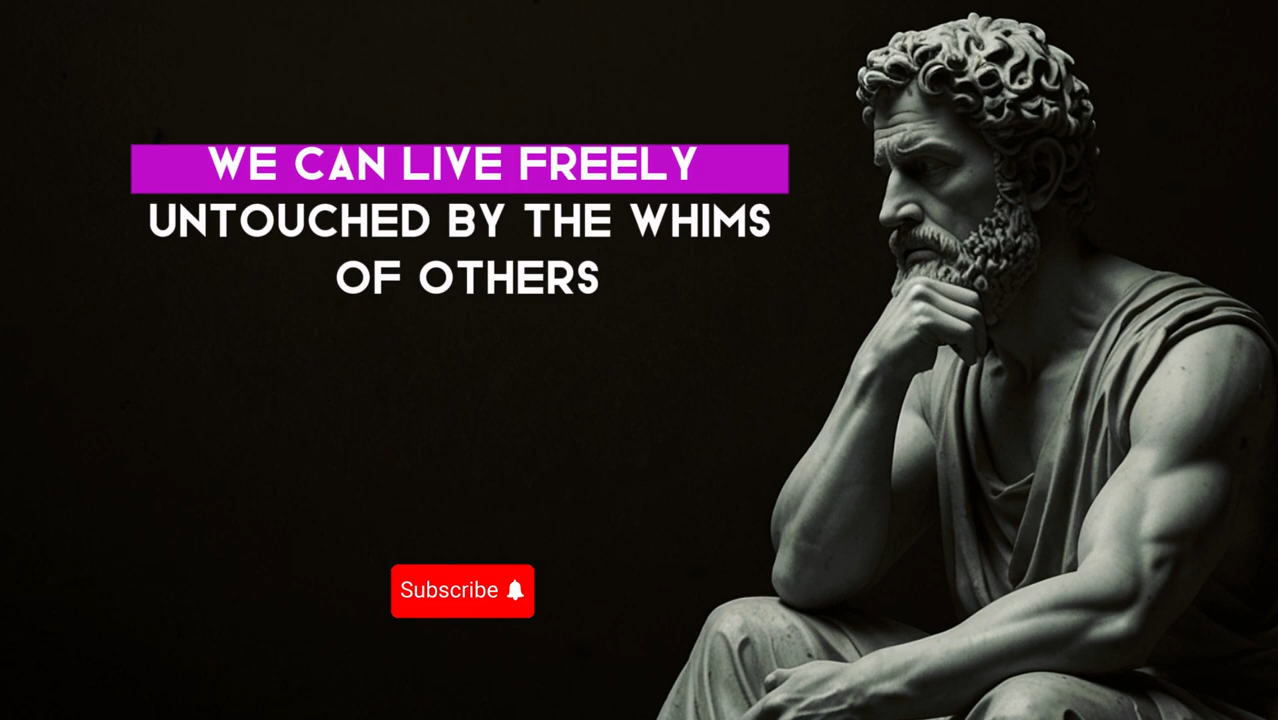 WE CAN LIVE FREELY
UNTOUCHED BY THE WHIMS
OF OTHERS
Subscribe